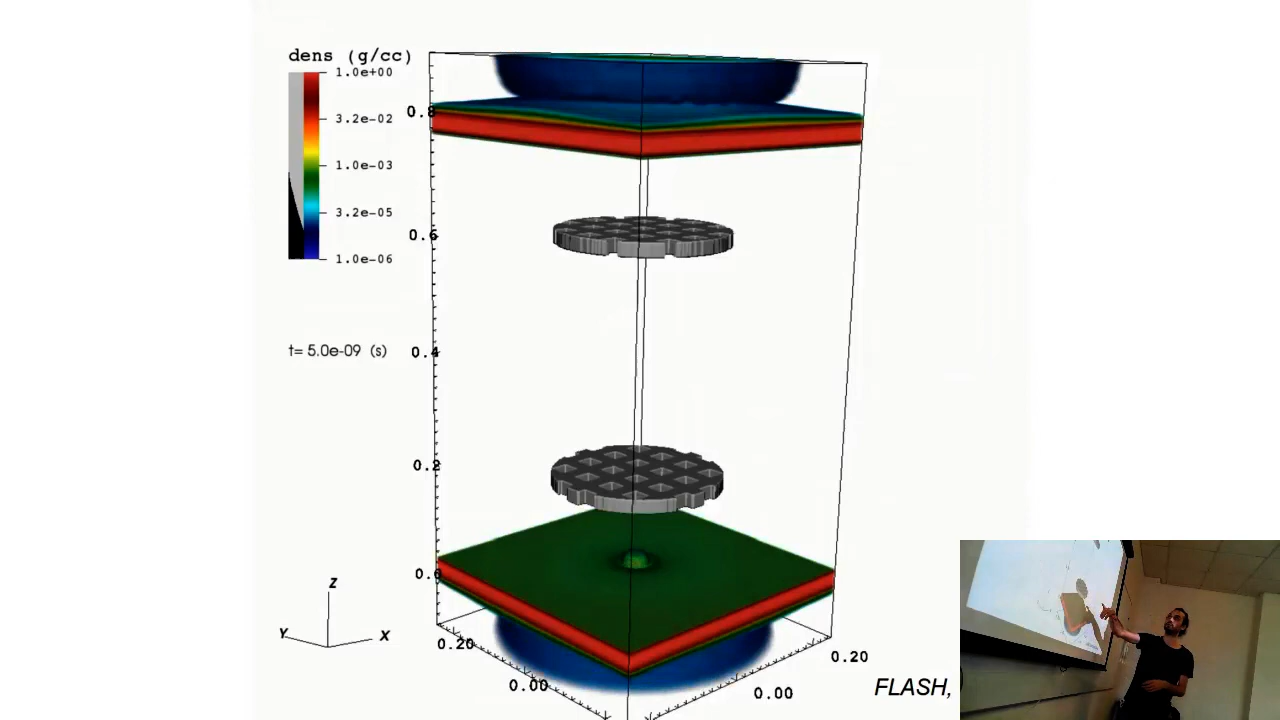 dens (g/cc)
1.0e+00
3.2e-02
1.0e-03
3.2e-05
1.0e-06
t= 5.0e-09 (s)
0.8
0.6
0.4
0.2
0.0
Z
Y
X
0.20
0.00
0.00
0.20
FLASH,